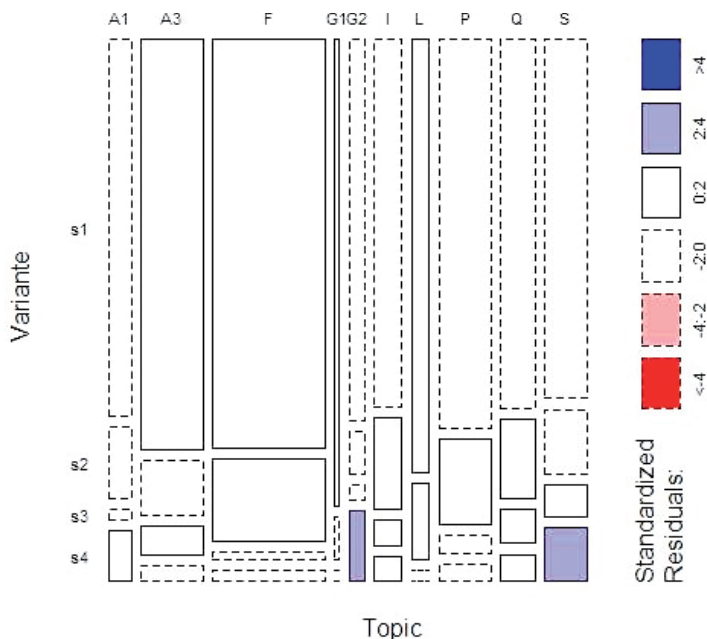 A1 A3 F G1 G2 I L P Q S
s1
s2
s3
s4
Variante
Topic
Standardized
Residuals:
<-4
-4:-2
-2:0
0:2
2:4
>4